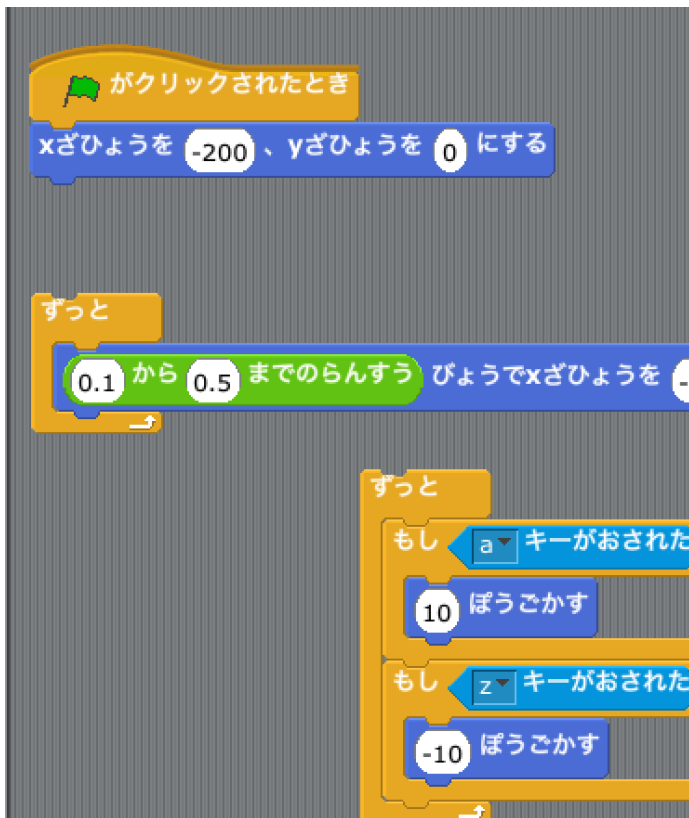 がクリックされたとき
xざひょうを -200 、yざひょうを 0 にする
ずっと
0.1 から 0.5 までのらんすう びょうでxざひょうを -
ずっと
もし a キーがおされた
10 ぽうごかす
もし z キーがおされた
-10 ぽうごかす